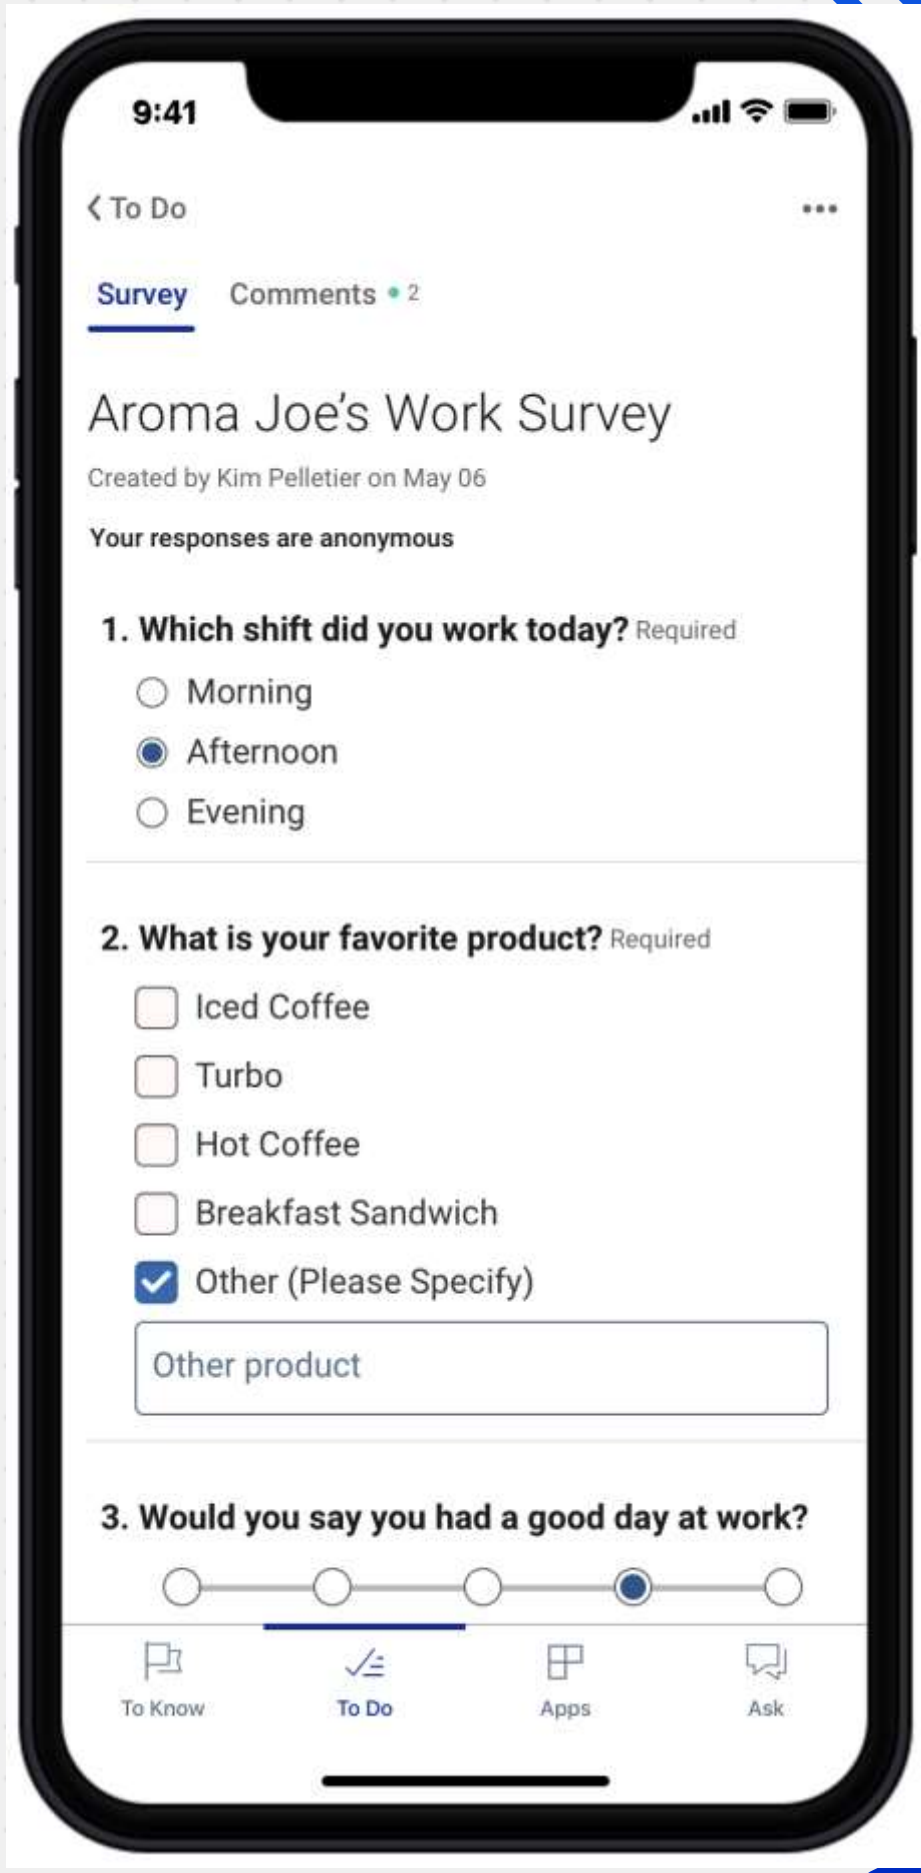 9:41
To Do
Survey Comments 2
Aroma Joe's Work Survey
Created by Kim Pelletier on May 06
Your responses are anonymous
1. Which shift did you work today? Required
Morning
Afternoon
Evening
2. What is your favorite product? Required
Iced Coffee
Turbo
Hot Coffee
Breakfast Sandwich
Other (Please Specify)
Other product
3. Would you say you had a good day at work?
To Know To Do Apps Ask